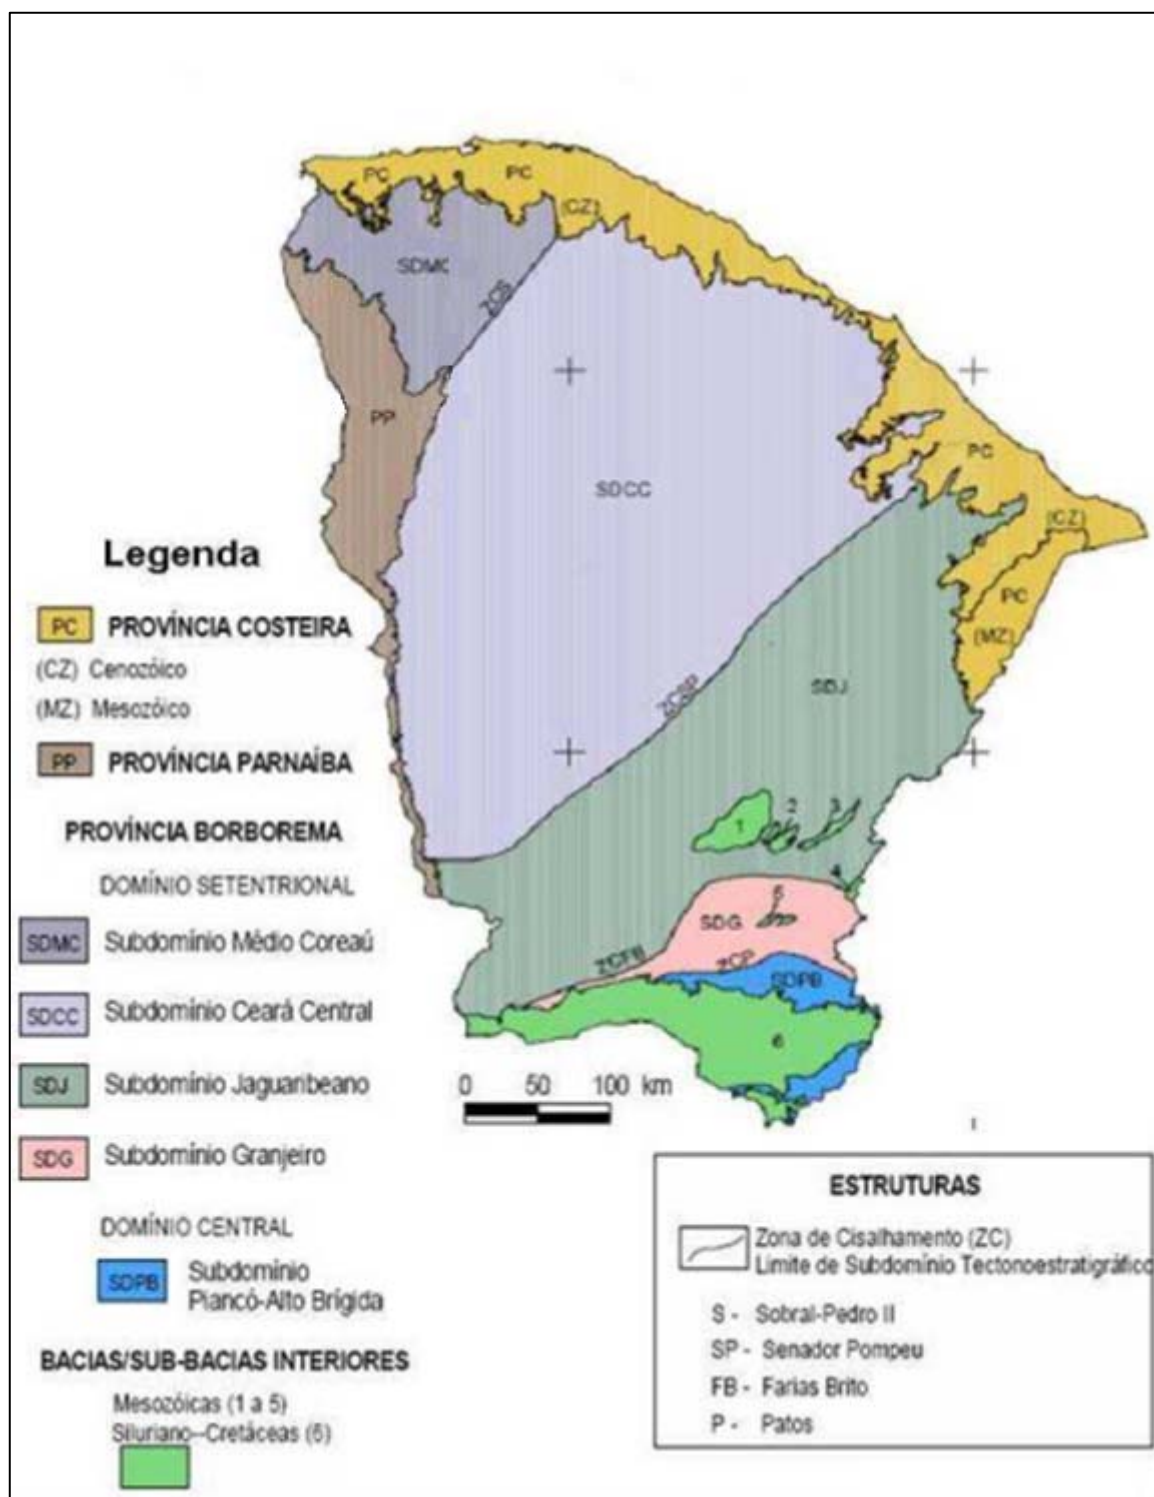 PC
PC
(CZ)
SDMC
ZCS
PP
SDCC
PC
(CZ)
PC
(MZ)
ZCSP
SDJ
1
2
3
4
5
SDG
ZCFB
ZCP
SDPB
6
0 50 100 km
Legenda
PC PROVÍNCIA COSTEIRA
(CZ) Cenozóico
(MZ) Mesozóico
PP PROVÍNCIA PARNAÍBA
PROVÍNCIA BORBOREMA
DOMÍNIO SETENTRIONAL
SDMC Subdomínio Médio Coreaú
SDCC Subdomínio Ceará Central
SDJ Subdomínio Jaguaribeano
SDG Subdomínio Granjeiro
DOMÍNIO CENTRAL
SDPB Subdomínio
Piancó-Alto Brígida
BACIAS/SUB-BACIAS INTERIORES
Mesozóicas (1 a 5)
Siluriano--Cretáceas (6)
ESTRUTURAS
Zona de Cisalhamento (ZC)
Limite de Subdomínio Tectonoestratigráfico
S - Sobral-Pedro II
SP - Senador Pompeu
FB - Farias Brito
P - Patos